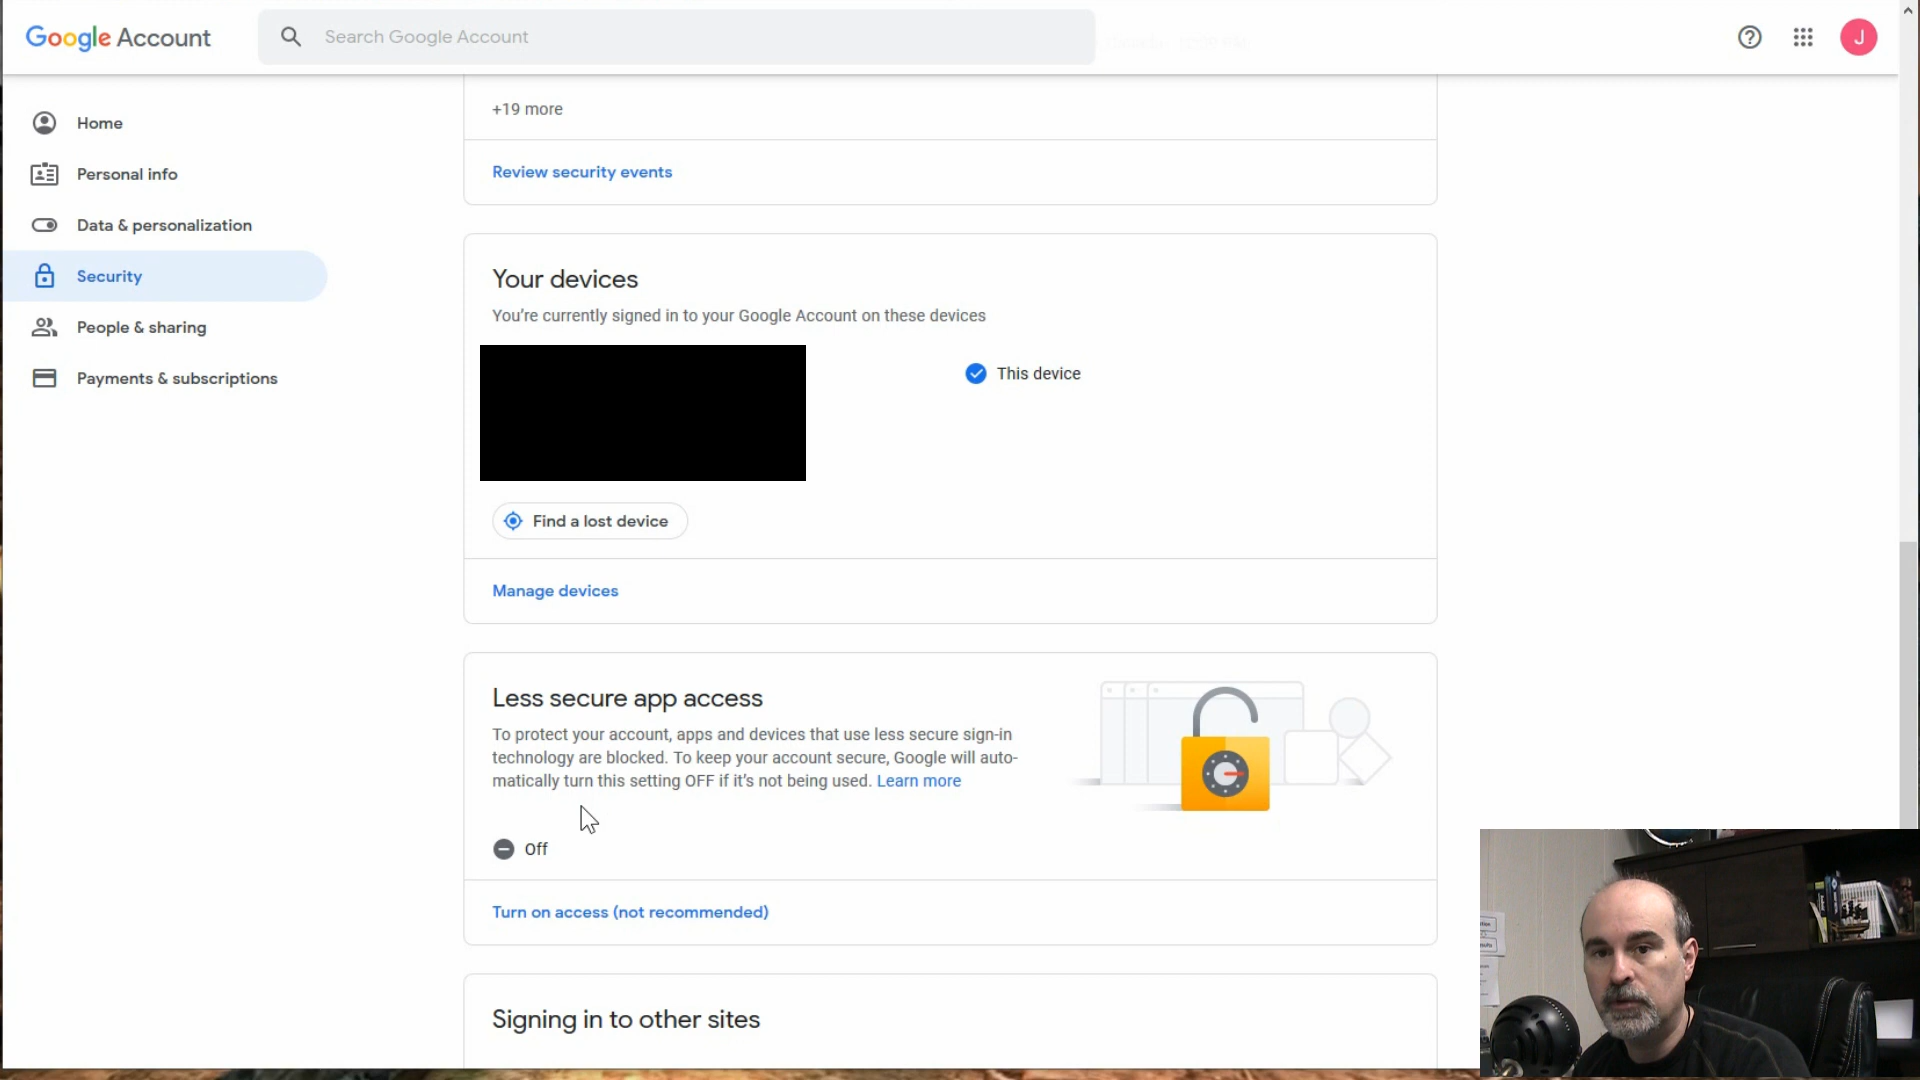 Google Account
Search Google Account
J
Home
Personal info
Data & personalization
Security
People & sharing
Payments & subscriptions
+19 more
Review security events
Your devices
You're currently signed in to your Google Account on these devices
This device
Find a lost device
Manage devices
Less secure app access
To protect your account, apps and devices that use less secure sign-in
technology are blocked. To keep your account secure, Google will auto-
matically turn this setting OFF if it's not being used. Learn more
Off
Turn on access (not recommended)
Signing in to other sites